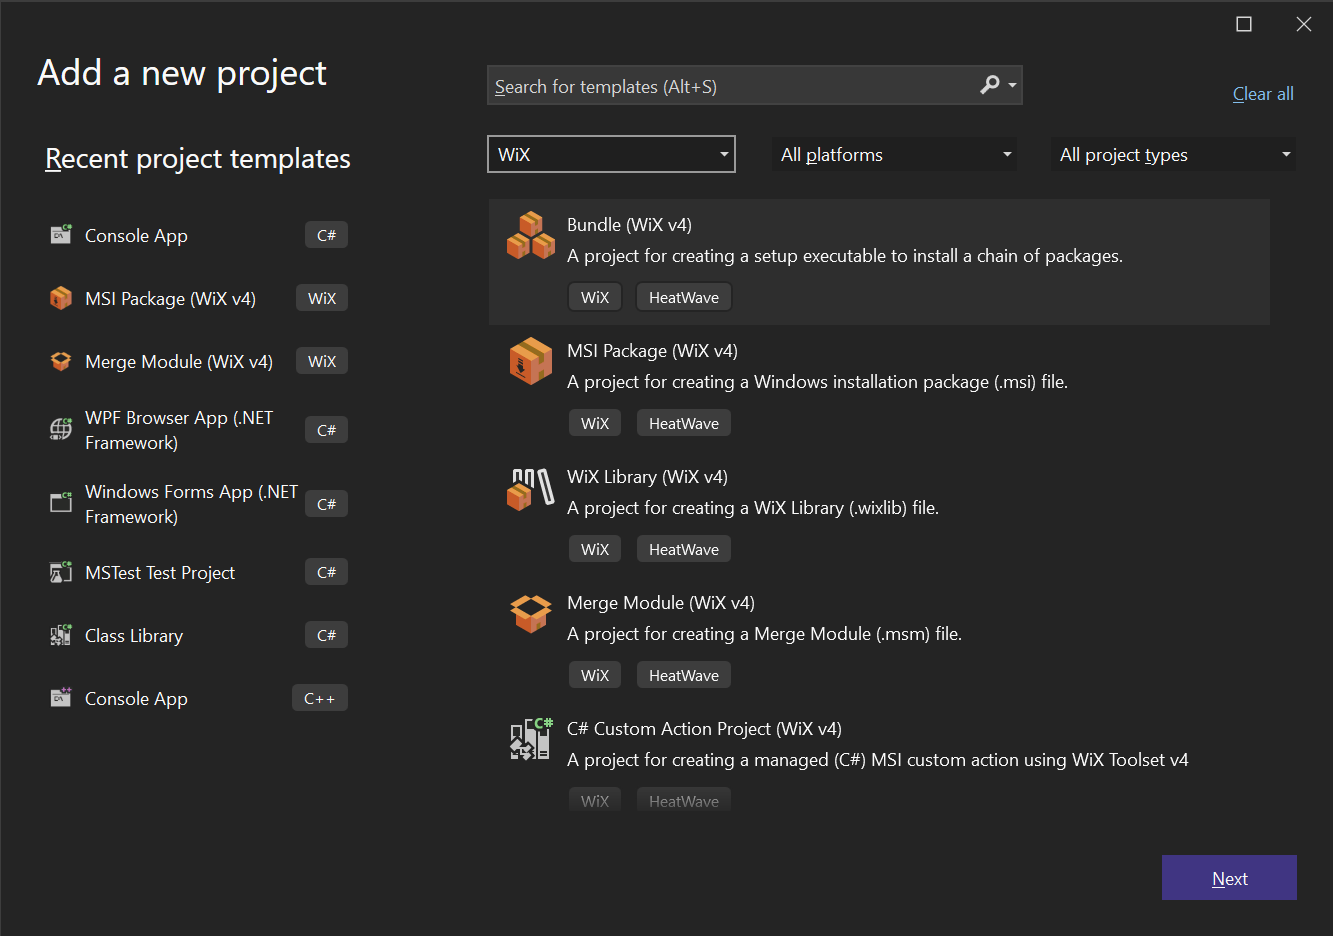 Add a new project
Search for templates (Alt+S)
Clear all
Recent project templates
WiX
All platforms
All project types
Console App
C#
MSI Package (WiX v4)
WiX
Merge Module (WiX v4)
WiX
WPF Browser App (.NET
Framework)
C#
Windows Forms App (.NET
Framework)
C#
MSTest Test Project
C#
Class Library
C#
Console App
C++
Bundle (WiX v4)
A project for creating a setup executable to install a chain of packages.
WiX HeatWave
MSI Package (WiX v4)
A project for creating a Windows installation package (.msi) file.
WiX HeatWave
WiX Library (WiX v4)
A project for creating a WiX Library (.wixlib) file.
WiX HeatWave
Merge Module (WiX v4)
A project for creating a Merge Module (.msm) file.
WiX HeatWave
C#
C# Custom Action Project (WiX v4)
A project for creating a managed (C#) MSI custom action using WiX Toolset v4
WiX HeatWave
Next